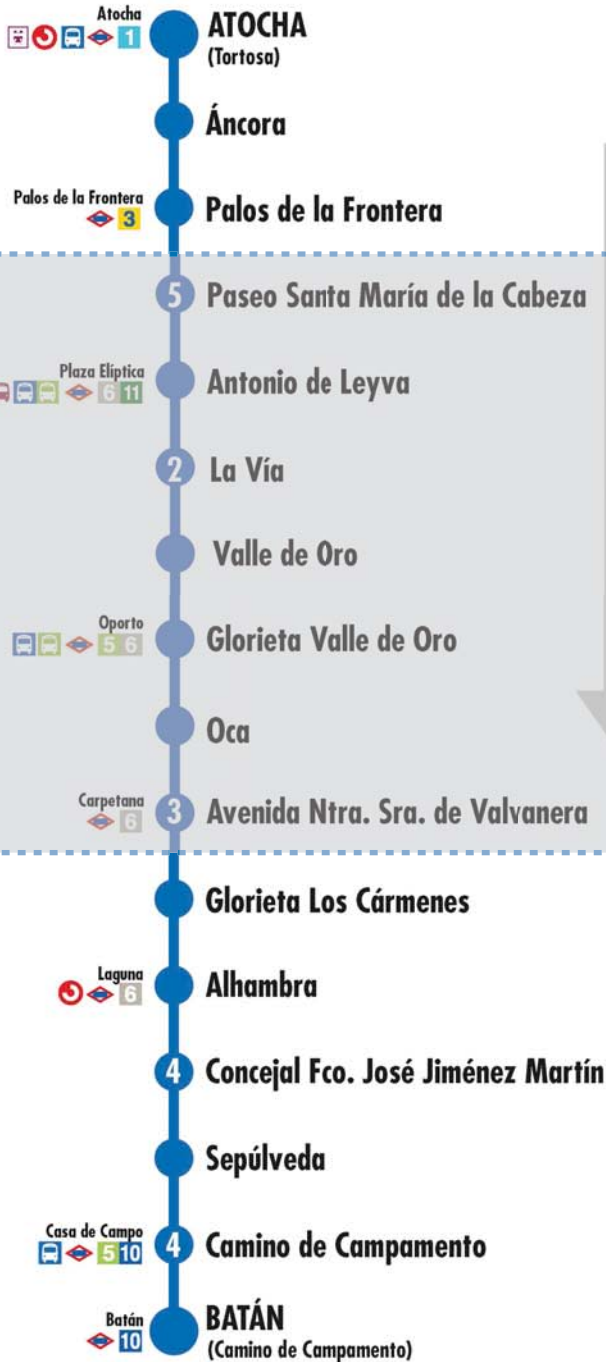 Atocha
1
ATOCHA
(Tortosa)
Áncora
Palos de la Frontera
3
Palos de la Frontera
5
Paseo Santa María de la Cabeza
Plaza Elíptica
6 11
Antonio de Leyva
2
La Vía
Valle de Oro
Oporto
5 6
Glorieta Valle de Oro
Oca
Carpetana
6
3
Avenida Ntra. Sra. de Valvanera
Glorieta Los Cármenes
Laguna
6
Alhambra
4
Concejal Fco. José Jiménez Martín
Sepúlveda
Casa de Campo
5 10
4
Camino de Campamento
Batán
10
BATÁN
(Camino de Campamento)